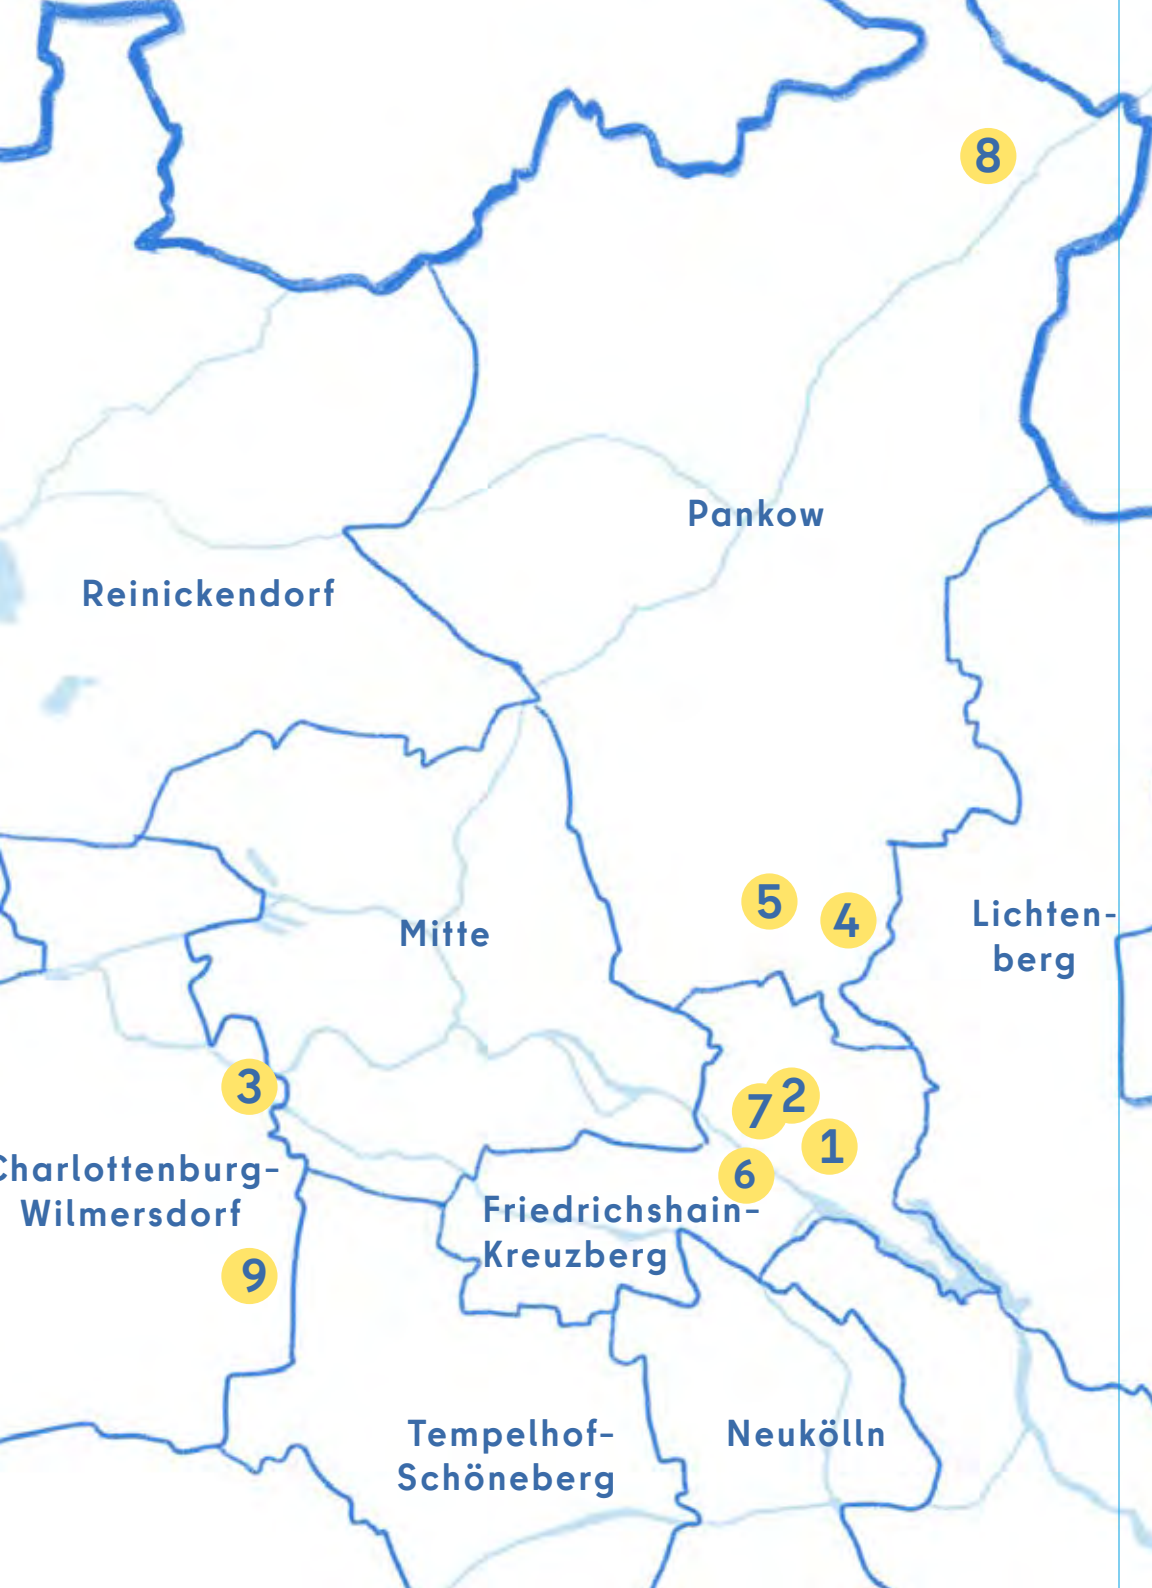 8
Pankow
Reinickendorf
5
4
Lichten-
berg
Mitte
3
2
7
1
6
Charlottenburg-
Wilmersdorf
Friedrichshain-
Kreuzberg
9
Tempelhof-
Schöneberg
Neukölln